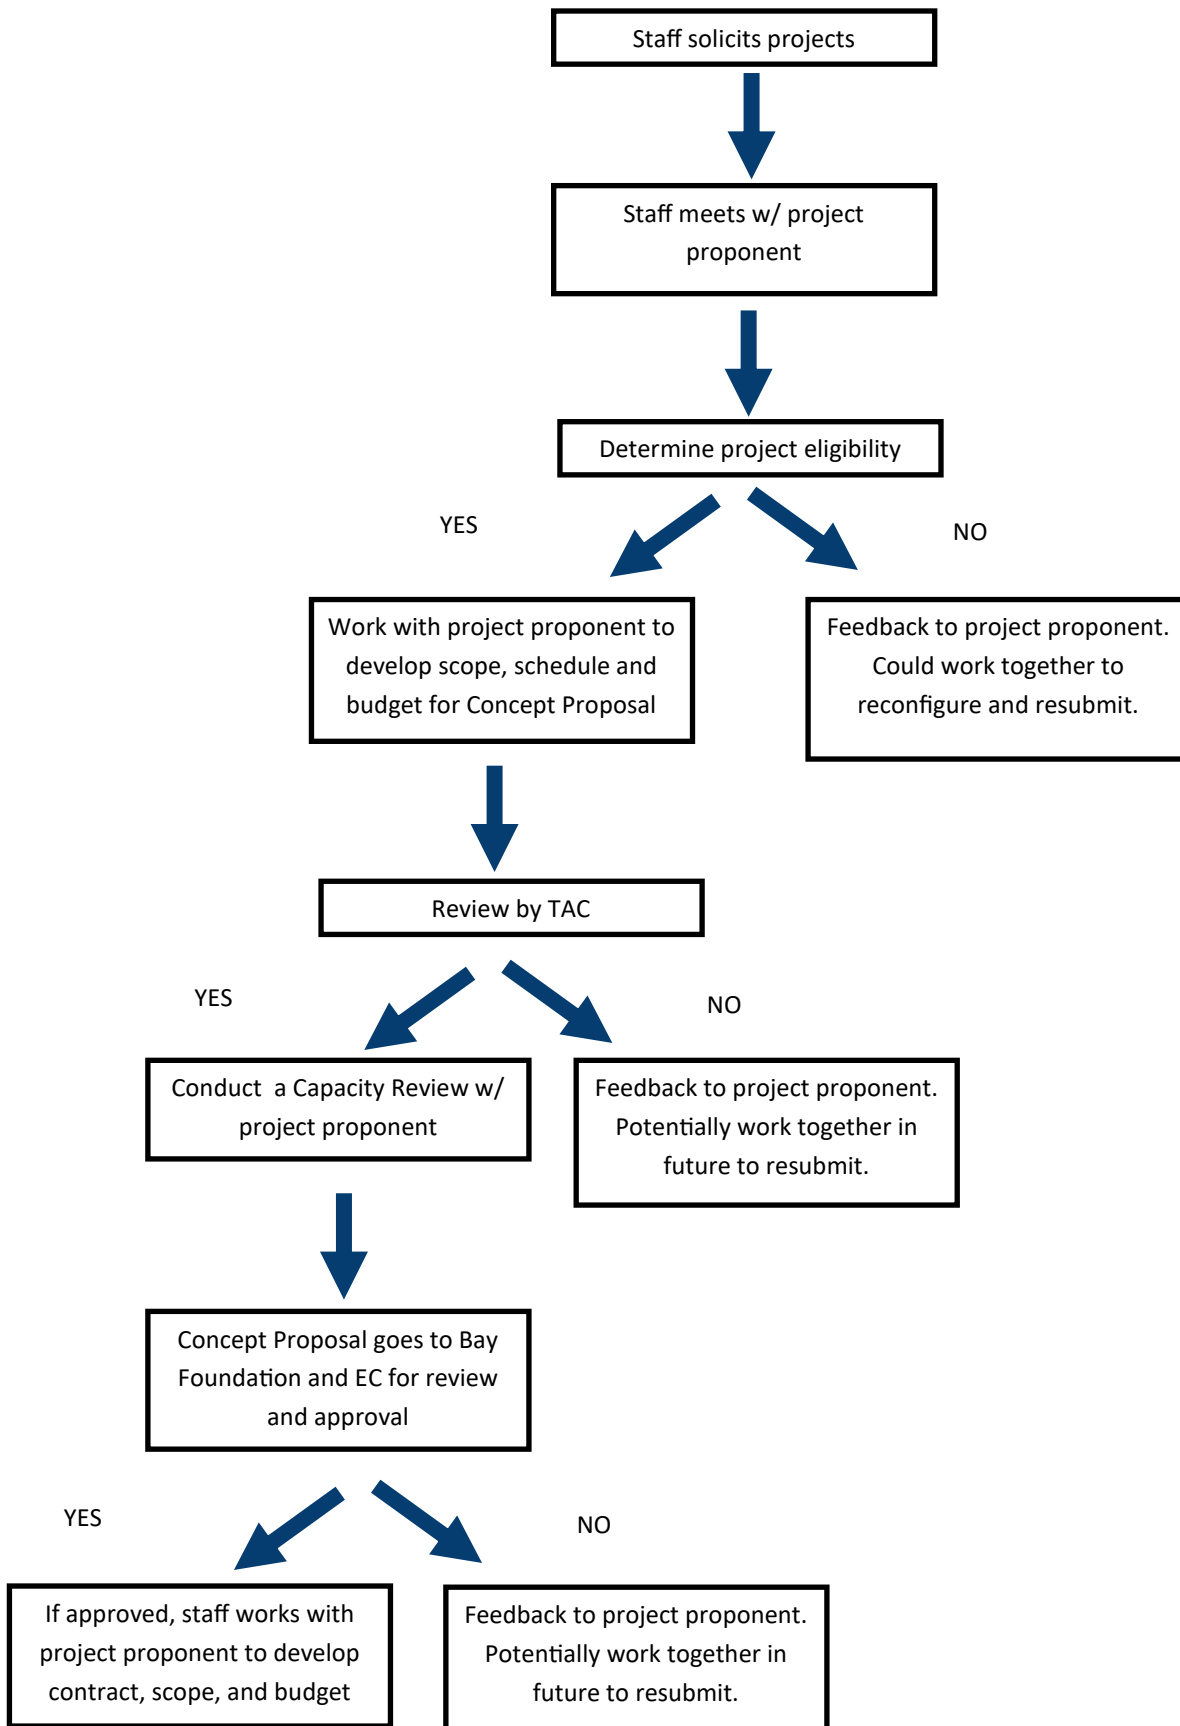 Staff solicits projects
Staff meets w/ project
proponent
Determine project eligibility
YES
NO
Work with project proponent to
develop scope, schedule and
budget for Concept Proposal
Feedback to project proponent.
Could work together to
reconfigure and resubmit.
Review by TAC
YES
NO
Conduct  a Capacity Review w/
project proponent
Feedback to project proponent.
Potentially work together in
future to resubmit.
Concept Proposal goes to Bay
Foundation and EC for review
and approval
YES
NO
If approved, staff works with
project proponent to develop
contract, scope, and budget
Feedback to project proponent.
Potentially work together in
future to resubmit.